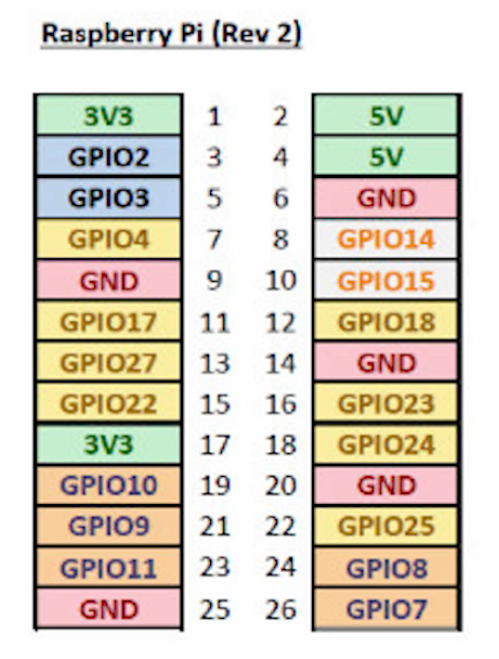 Raspberry Pi (Rev 2)
3V3 1 2 5V
GPIO2 3 4 5V
GPIO3 5 6 GND
GPIO4 7 8 GPIO14
GND 9 10 GPIO15
GPIO17 11 12 GPIO18
GPIO27 13 14 GND
GPIO22 15 16 GPIO23
3V3 17 18 GPIO24
GPIO10 19 20 GND
GPIO9 21 22 GPIO25
GPIO11 23 24 GPIO8
GND 25 26 GPIO7